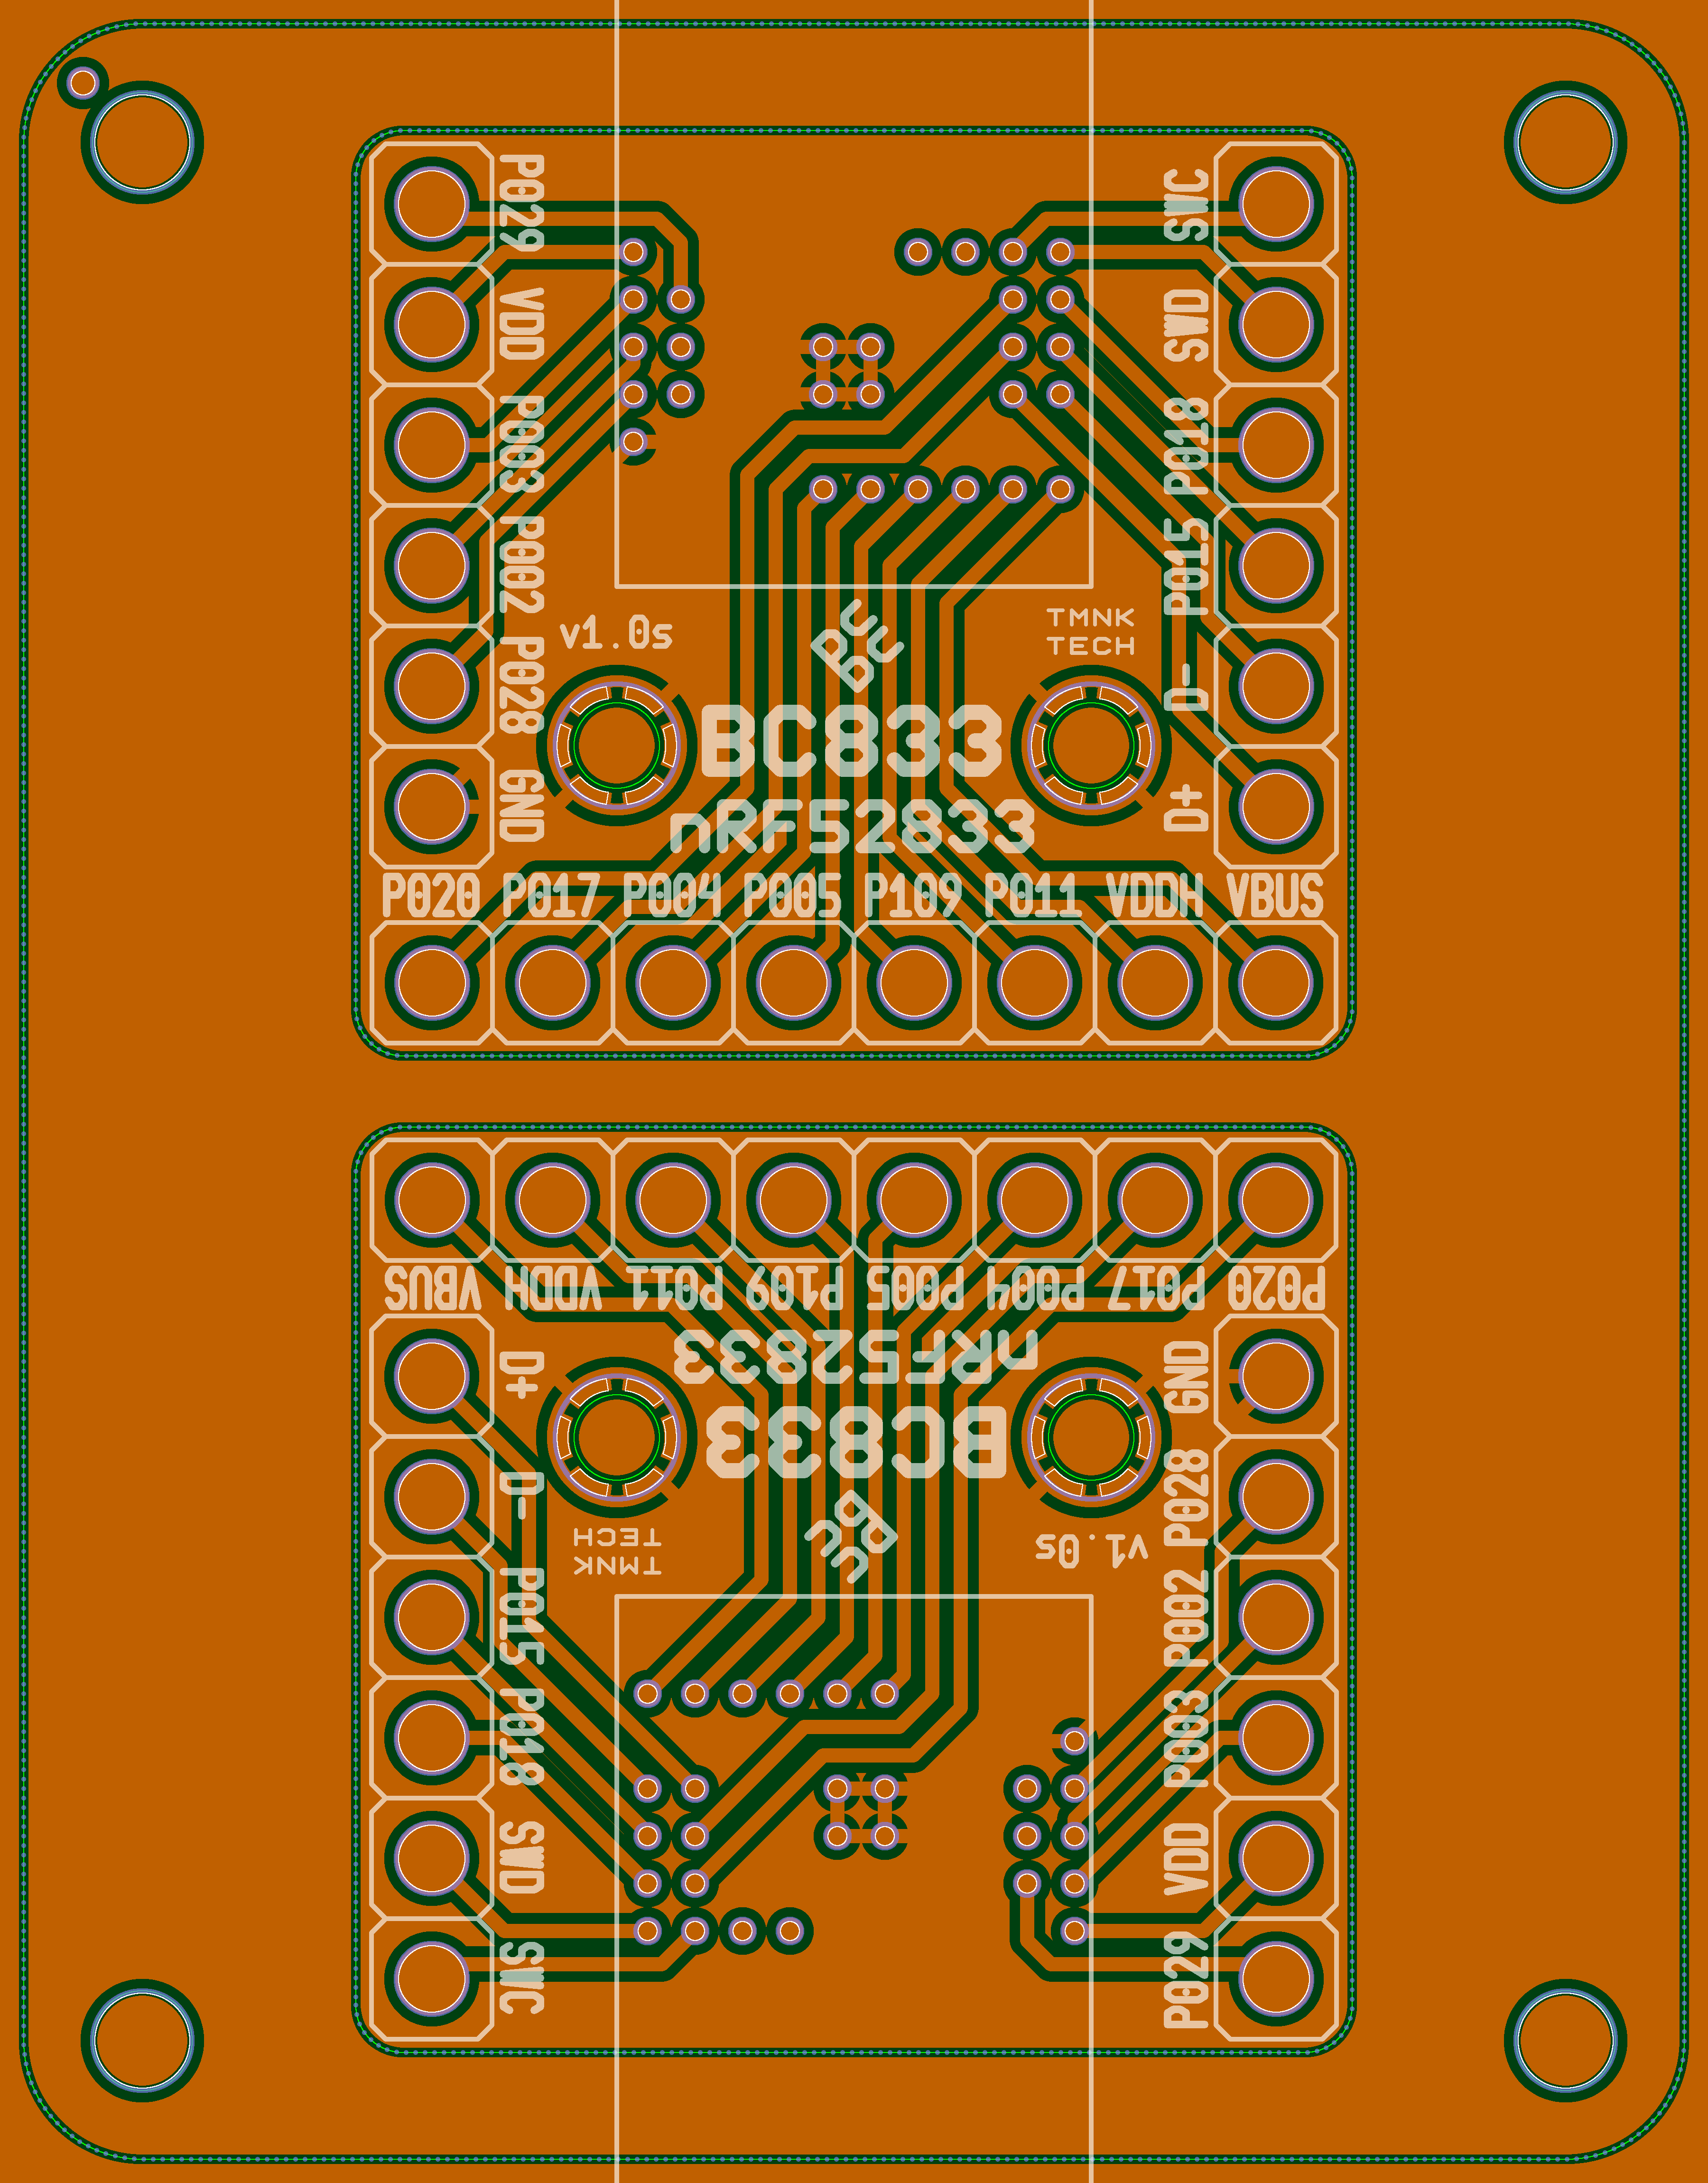 P029
VDD
P003
P002
P028
GND
SWC
SWD
P018
P015
D-
D+
v1.0s
TMNK
TECH
BC
BC
BC833
nRF52833
P020 P017 P004 P005 P109 P011 VDDH VBUS
VBUS VDDH P011 P109 P005 P004 P017 P020
nRF52833
BC833
D+
D-
P015
P018
SWD
SWC
GND
P028
P002
P003
VDD
P029
TMNK
TECH
v1.0s